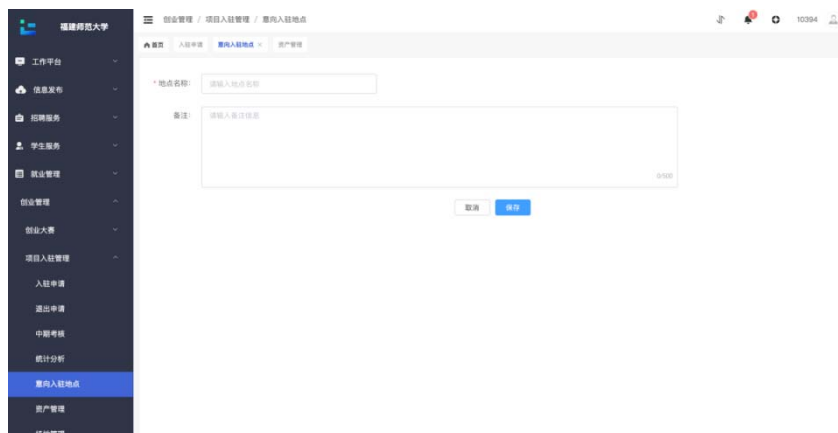 福建师范大学
创业管理 / 项目入驻管理 / 意向入驻地点
10394
首页
入驻申请
意向入驻地点 ×
资产管理
工作平台
信息发布
招聘服务
学生服务
就业管理
创业管理
创业大赛
项目入驻管理
入驻申请
退出申请
中期考核
统计分析
意向入驻地点
资产管理
* 地点名称:
请输入地点名称
备注:
请输入备注信息
0/500
取消
保存